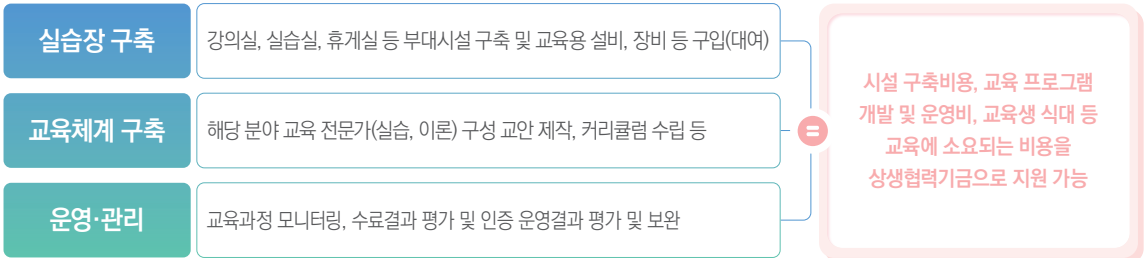 실습장 구축
강의실, 실습실, 휴게실 등 부대시설 구축 및 교육용 설비, 장비 등 구입(대여)
교육체계 구축
해당 분야 교육 전문가(실습, 이론) 구성 교안 제작, 커리큘럼 수립 등
운영·관리
교육과정 모니터링, 수료결과 평가 및 인증 운영결과 평가 및 보완
=
시설 구축비용, 교육 프로그램
개발 및 운영비, 교육생 식대 등
교육에 소요되는 비용을
상생협력기금으로 지원 가능